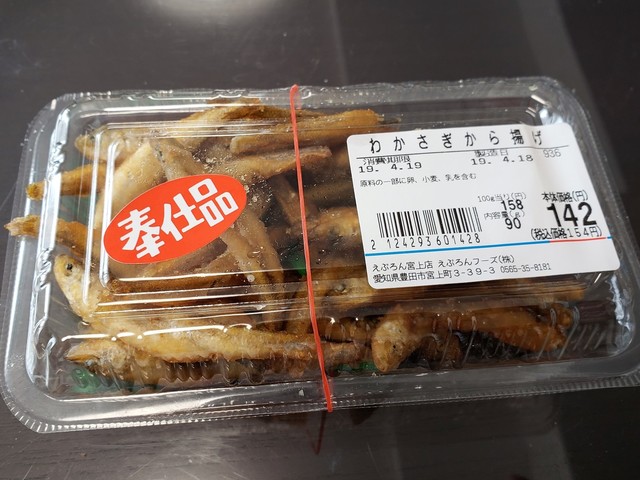 わかさぎから揚げ
消費期限 製造日
19. 4.19 19. 4.18 936
原料の一部に卵、小麦、乳を含む
100g当り(円) 本体価格(円)
158 142
内容量(g)
90 (税込価格154円)
2 124293 601428
えぷろん宮上店 えぷろんフーズ(株)
愛知県豊田市宮上町3-39-3 0565-35-8181
奉仕品